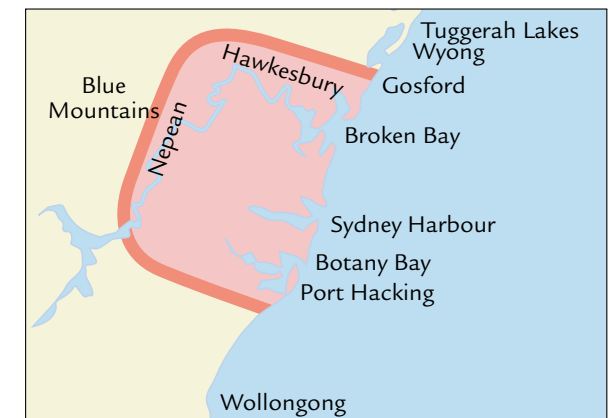 Tuggerah Lakes
Wyong
Hawkesbury
Gosford
Blue
Mountains
Nepean
Broken Bay
Sydney Harbour
Botany Bay
Port Hacking
Wollongong